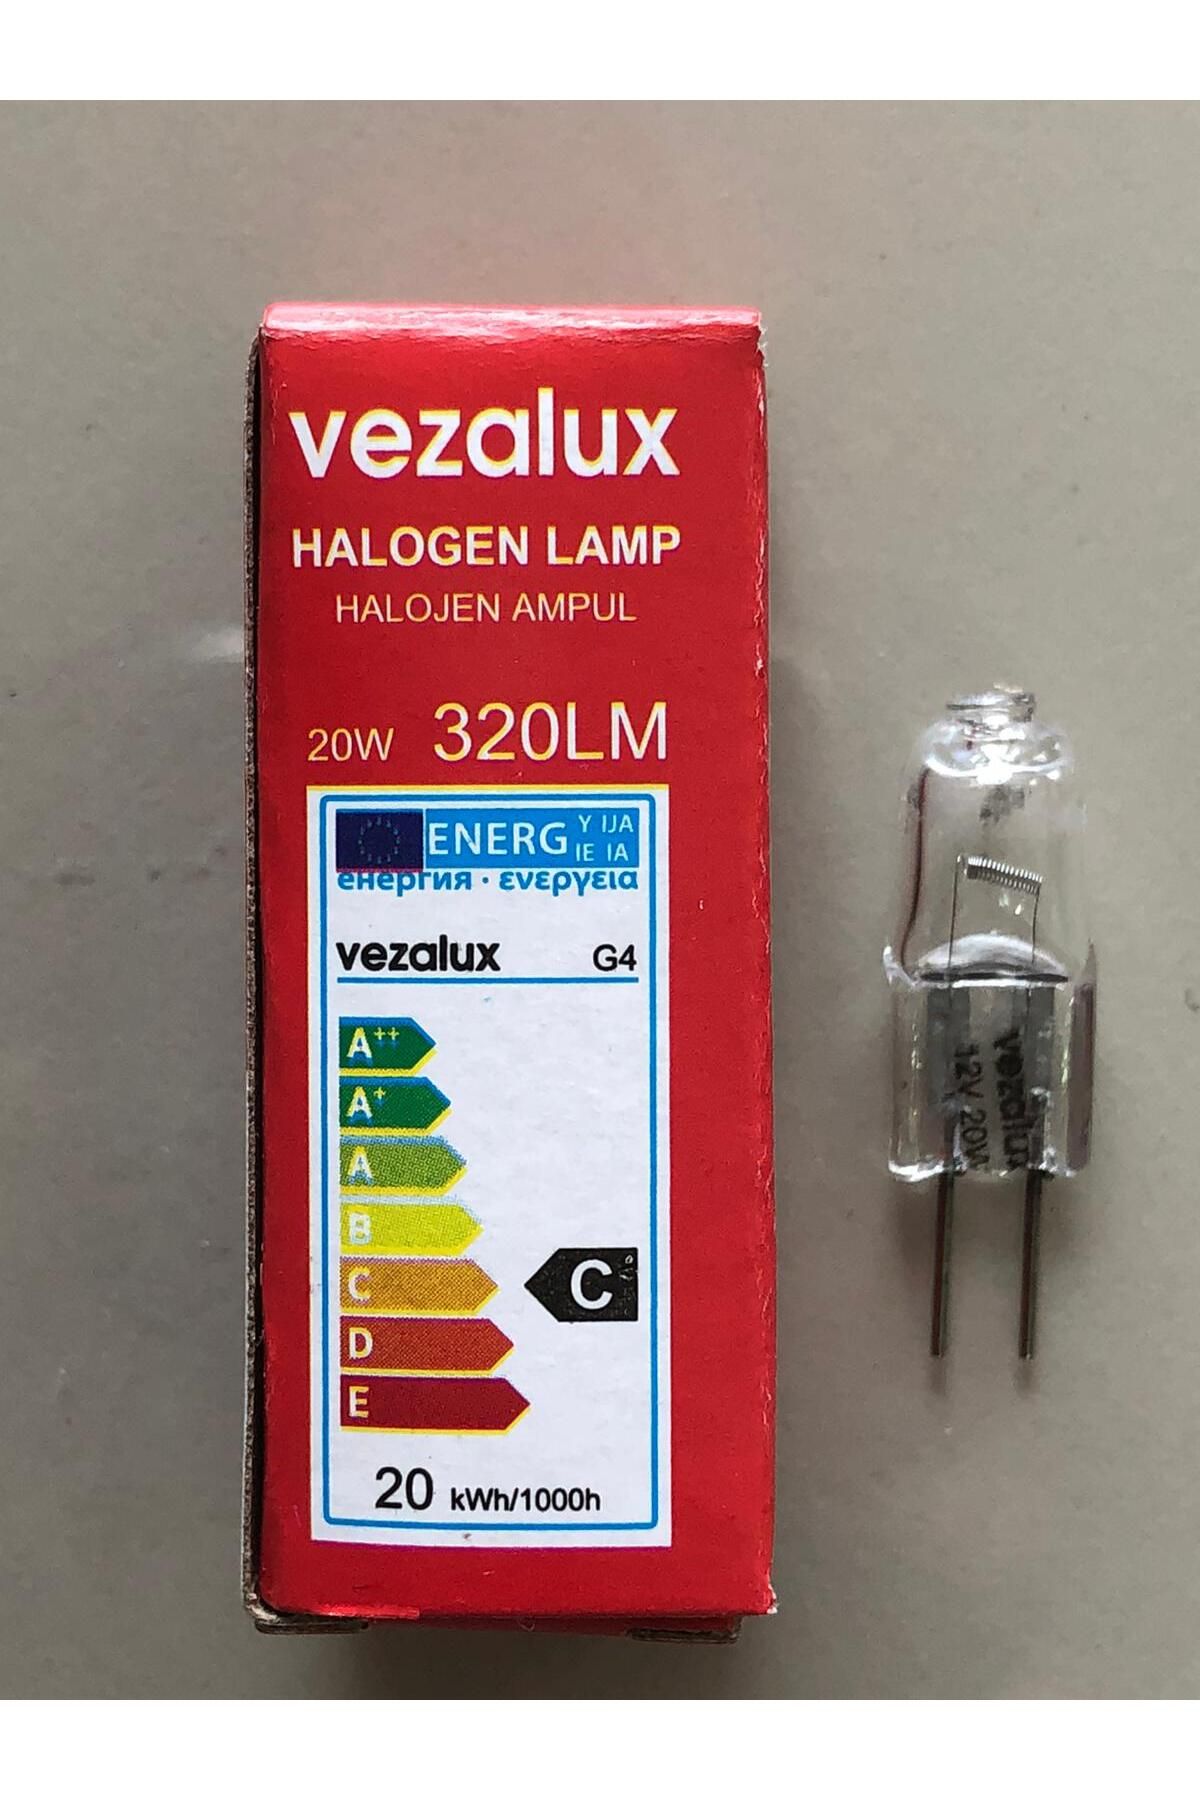 vezalux
HALOGEN LAMP
HALOJEN AMPUL
20W 320LM
ENERG Y IJA
IE IA
енергия · ενεργεια
vezalux G4
A++
A+
A
B
C
C
D
E
20 kWh/1000h
vezalux
12V 20W